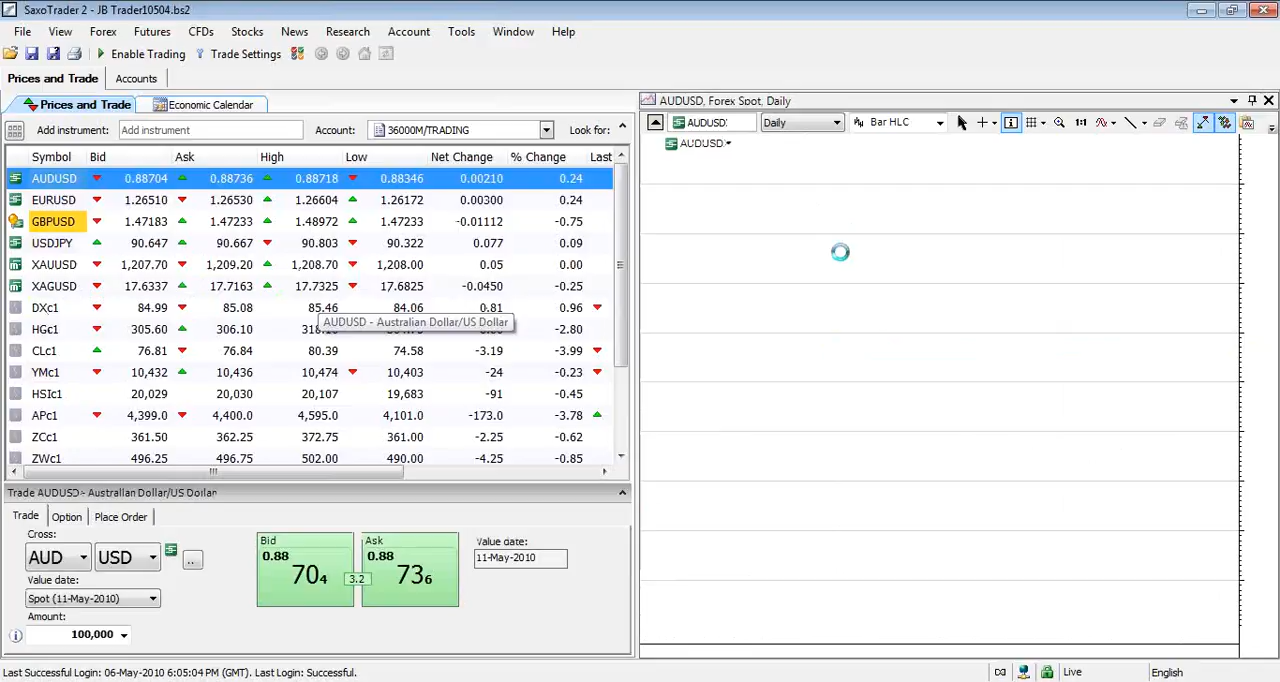 SaxoTrader 2 - JB Trader10504.bs2
File View Forex Futures CFDs Stocks News Research Account Tools Window Help
Enable Trading Trade Settings
Prices and Trade Accounts
Prices and Trade Economic Calendar
Add instrument: Add instrument Account: 36000M/TRADING Look for:
Symbol Bid Ask High Low Net Change % Change Last
AUDUSD 0.88704 0.88736 0.88718 0.88346 0.00210 0.24
EURUSD 1.26510 1.26530 1.26604 1.26172 0.00300 0.24
GBPUSD 1.47183 1.47233 1.48972 1.47233 -0.01112 -0.75
USDJPY 90.647 90.667 90.803 90.322 0.077 0.09
XAUUSD 1,207.70 1,209.20 1,208.70 1,208.00 0.05 0.00
XAGUSD 17.6337 17.7163 17.7325 17.6825 -0.0450 -0.25
DXc1 84.99 85.08 85.46 84.06 0.81 0.96
AUDUSD - Australian Dollar/US Dollar
HGc1 305.60 306.10 -2.80
CLc1 76.81 76.84 80.39 74.58 -3.19 -3.99
YMc1 10,432 10,436 10,474 10,403 -24 -0.23
HSIc1 20,029 20,030 20,107 19,683 -91 -0.45
APc1 4,399.0 4,400.0 4,595.0 4,101.0 -173.0 -3.78
ZCc1 361.50 362.25 372.75 361.00 -2.25 -0.62
ZWc1 496.25 496.75 502.00 490.00 -4.25 -0.85
Trade AUDUSD - Australian Dollar/US Dollar
Trade Option Place Order
Cross:
AUD USD ..
Value date:
Spot (11-May-2010)
Amount:
100,000
Bid
0.88
70 4
3.2
Ask
0.88
73 6
Value date:
11-May-2010
AUDUSD, Forex Spot, Daily
AUDUSD: Daily Bar HLC 1:1
AUDUSD:
Last Successful Login: 06-May-2010 6:05:04 PM (GMT). Last Login: Successful.
Live English